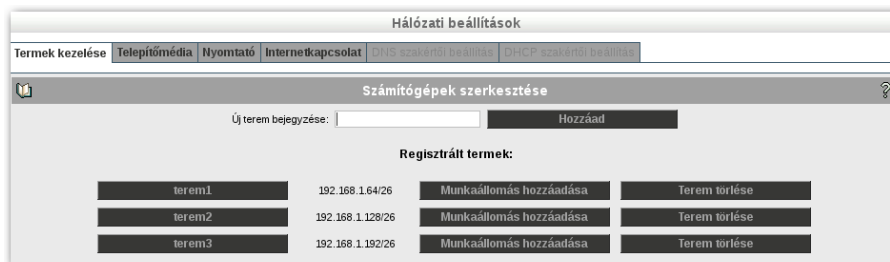 Hálózati beállítások
Termek kezelése Telepítőmédia Nyomtató Internetkapcsolat DNS szakértői beállítás DHCP szakértői beállítás
Számítógépek szerkesztése
Új terem bejegyzése: Hozzáad
Regisztrált termek:
terem1 192.168.1.64/26 Munkaállomás hozzáadása Terem törlése
terem2 192.168.1.128/26 Munkaállomás hozzáadása Terem törlése
terem3 192.168.1.192/26 Munkaállomás hozzáadása Terem törlése